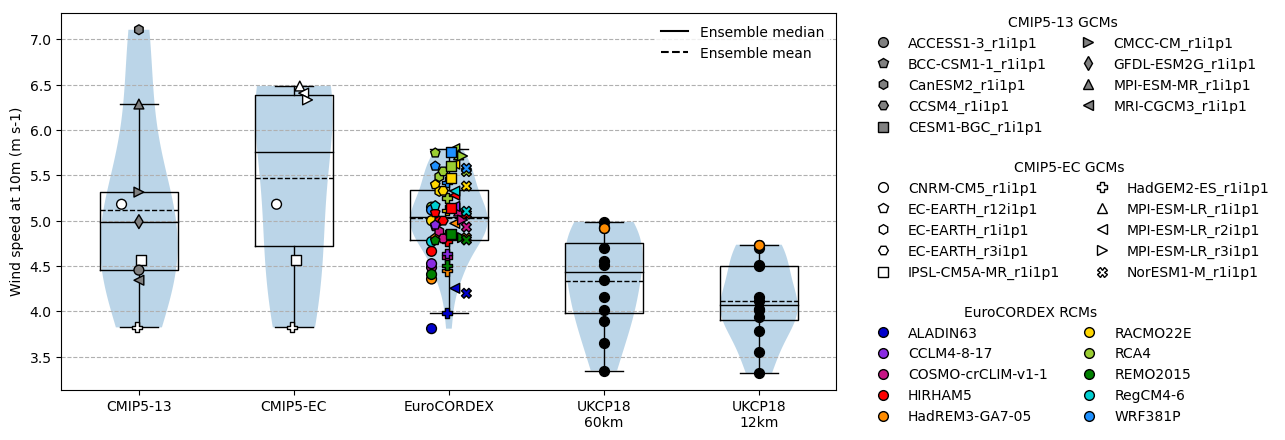 Wind speed at 10m (m s-1)
7.0
6.5
6.0
5.5
5.0
4.5
4.0
3.5
Ensemble median
Ensemble mean
CMIP5-13
CMIP5-EC
EuroCORDEX
UKCP18
60km
UKCP18
12km
CMIP5-13 GCMs
ACCESS1-3_r1i1p1
BCC-CSM1-1_r1i1p1
CanESM2_r1i1p1
CCSM4_r1i1p1
CESM1-BGC_r1i1p1
CMCC-CM_r1i1p1
GFDL-ESM2G_r1i1p1
MPI-ESM-MR_r1i1p1
MRI-CGCM3_r1i1p1
CMIP5-EC GCMs
CNRM-CM5_r1i1p1
EC-EARTH_r12i1p1
EC-EARTH_r1i1p1
EC-EARTH_r3i1p1
IPSL-CM5A-MR_r1i1p1
HadGEM2-ES_r1i1p1
MPI-ESM-LR_r1i1p1
MPI-ESM-LR_r2i1p1
MPI-ESM-LR_r3i1p1
NorESM1-M_r1i1p1
EuroCORDEX RCMs
ALADIN63
CCLM4-8-17
COSMO-crCLIM-v1-1
HIRHAM5
HadREM3-GA7-05
RACMO22E
RCA4
REMO2015
RegCM4-6
WRF381P